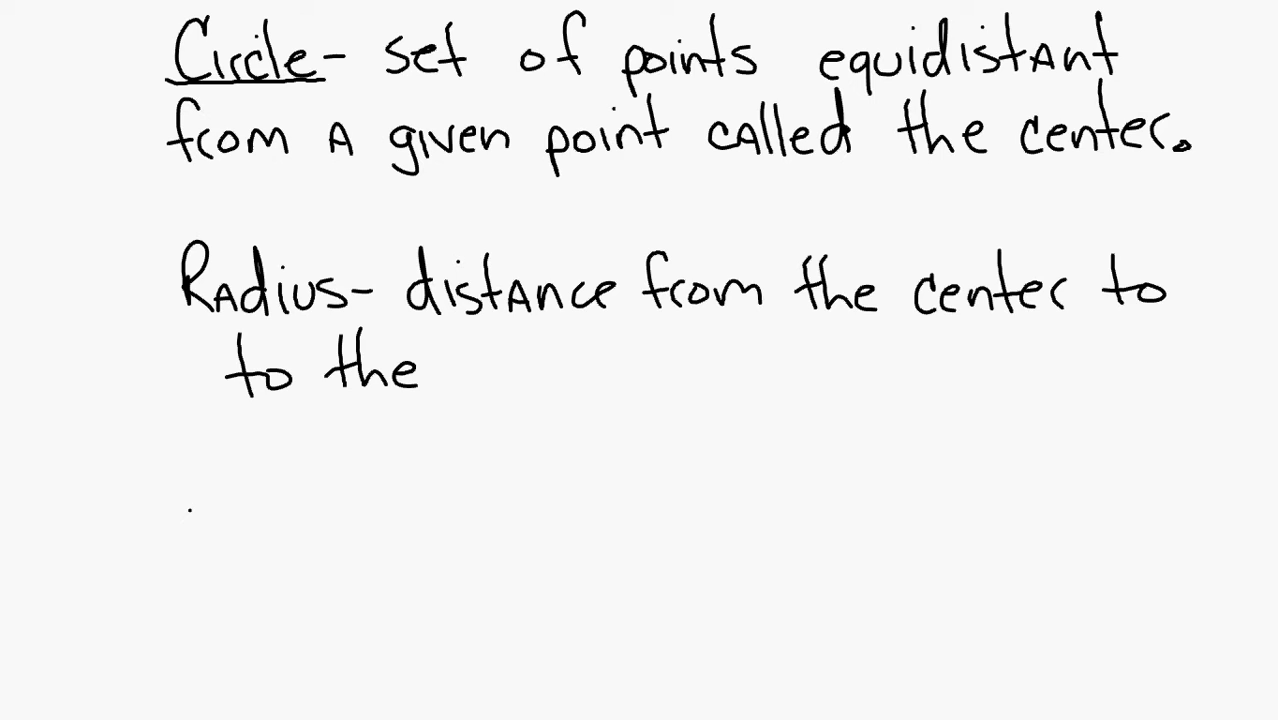 Circle- set of points equidistant
from a given point called the center.
Radius- distance from the center to
to the